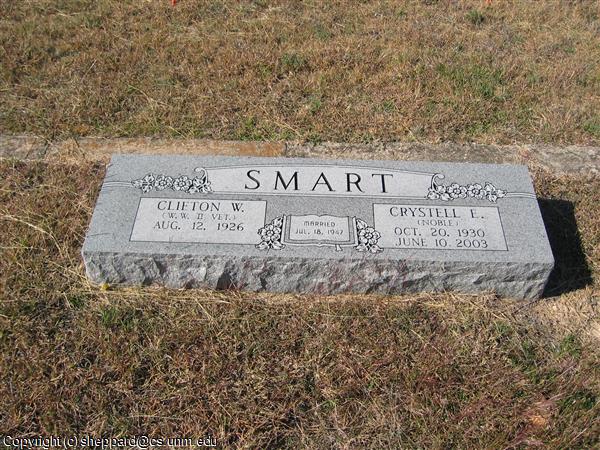 SMART
CLIFTON W.
(W.W. II VET.)
AUG. 12, 1926
MARRIED
JUL. 18, 1947
CRYSTELL E.
(NOBLE)
OCT. 20, 1930
JUNE 10, 2003
Copyright (c) sheppard@cs.unm.edu